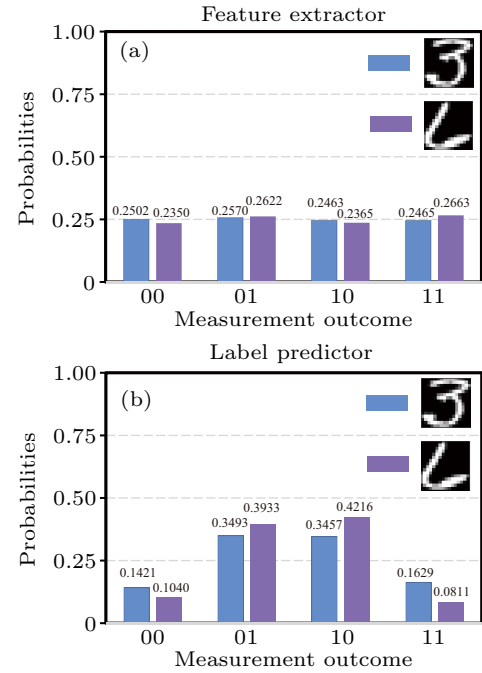 Feature extractor
(a)
Probabilities
1.00
0.75
0.50
0.25
0
0.2502 0.2350
0.2570 0.2622
0.2463 0.2365
0.2465 0.2663
00 01 10 11
Measurement outcome
Label predictor
(b)
Probabilities
1.00
0.75
0.50
0.25
0
0.1421 0.1040
0.3493 0.3933
0.3457 0.4216
0.1629 0.0811
00 01 10 11
Measurement outcome